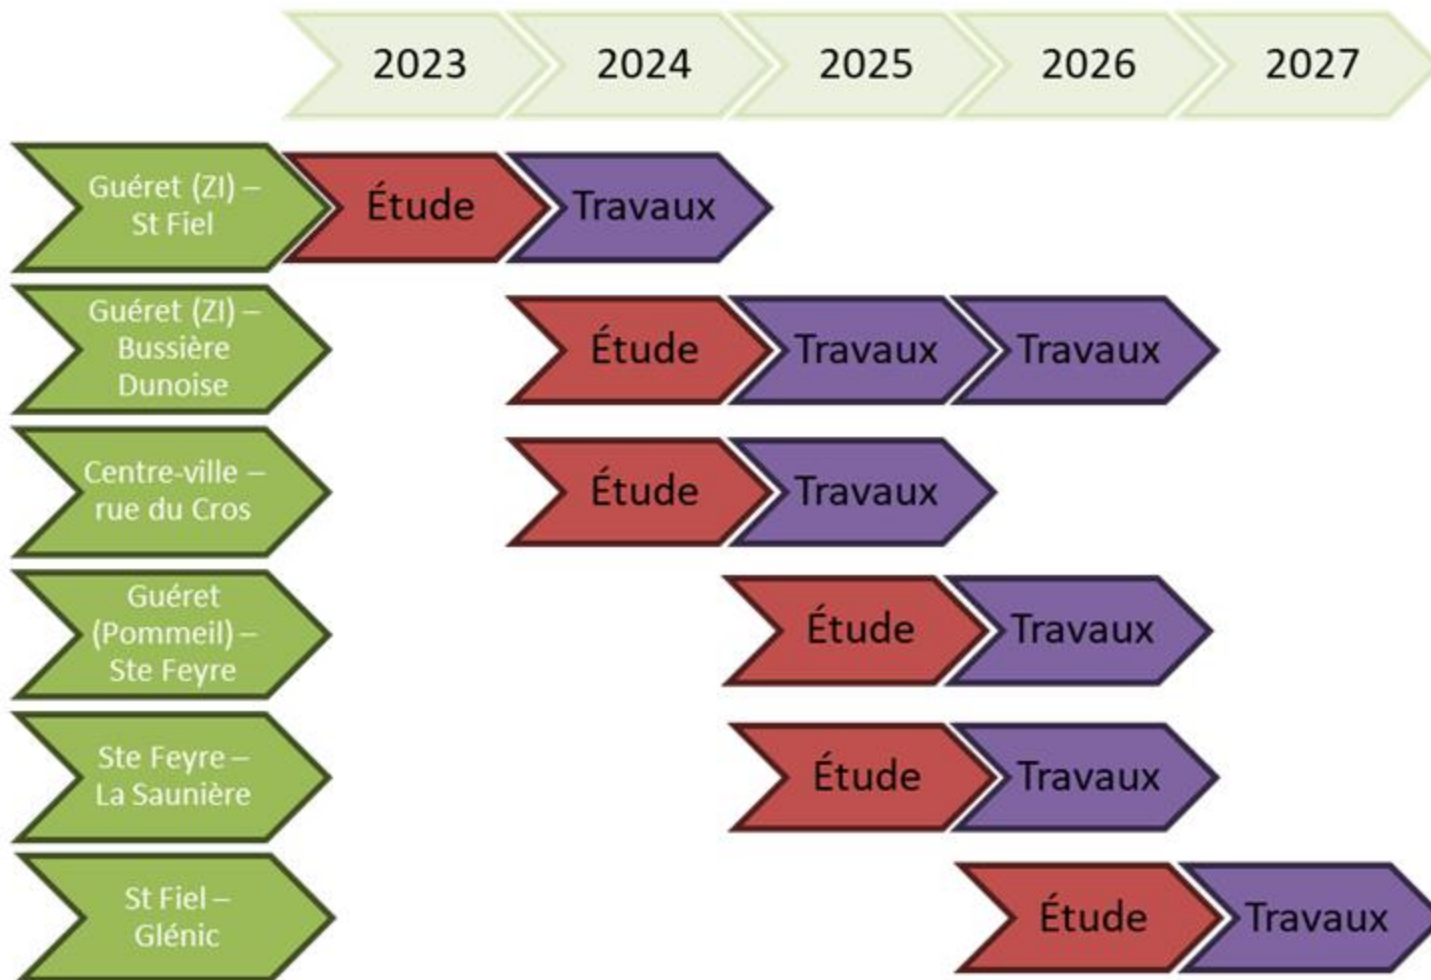 2023 2024 2025 2026 2027
Guéret (ZI) –
St Fiel
Étude Travaux
Guéret (ZI) –
Bussière
Dunoise
Étude Travaux Travaux
Centre-ville –
rue du Cros
Étude Travaux
Guéret
(Pommeil) –
Ste Feyre
Étude Travaux
Ste Feyre –
La Saunière
Étude Travaux
St Fiel –
Glénic
Étude Travaux